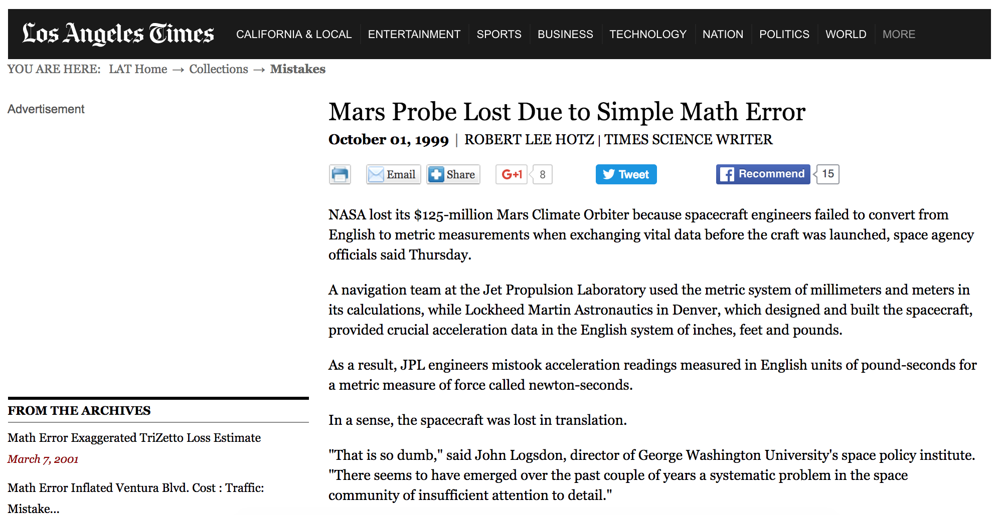 Los Angeles Times
CALIFORNIA & LOCAL ENTERTAINMENT SPORTS BUSINESS TECHNOLOGY NATION POLITICS WORLD MORE
YOU ARE HERE: LAT Home → Collections → Mistakes
Advertisement
Mars Probe Lost Due to Simple Math Error
October 01, 1999 | ROBERT LEE HOTZ | TIMES SCIENCE WRITER
Email Share G+1 8 Tweet Recommend 15
NASA lost its $125-million Mars Climate Orbiter because spacecraft engineers failed to convert from
English to metric measurements when exchanging vital data before the craft was launched, space agency
officials said Thursday.
A navigation team at the Jet Propulsion Laboratory used the metric system of millimeters and meters in
its calculations, while Lockheed Martin Astronautics in Denver, which designed and built the spacecraft,
provided crucial acceleration data in the English system of inches, feet and pounds.
As a result, JPL engineers mistook acceleration readings measured in English units of pound-seconds for
a metric measure of force called newton-seconds.
In a sense, the spacecraft was lost in translation.
"That is so dumb," said John Logsdon, director of George Washington University's space policy institute.
"There seems to have emerged over the past couple of years a systematic problem in the space
community of insufficient attention to detail."
FROM THE ARCHIVES
Math Error Exaggerated TriZetto Loss Estimate
March 7, 2001
Math Error Inflated Ventura Blvd. Cost : Traffic:
Mistake...